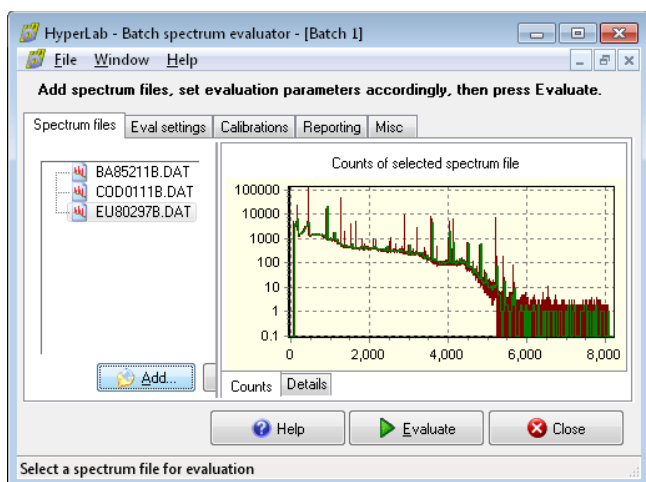 HyperLab - Batch spectrum evaluator - [Batch 1]
File Window Help
Add spectrum files, set evaluation parameters accordingly, then press Evaluate.
Spectrum files Eval settings Calibrations Reporting Misc
BA85211B.DAT
COD0111B.DAT
EU80297B.DAT
Add...
Counts of selected spectrum file
100000
10000
1000
100
10
1
0.1
0 2,000 4,000 6,000 8,000
Counts Details
Help Evaluate Close
Select a spectrum file for evaluation